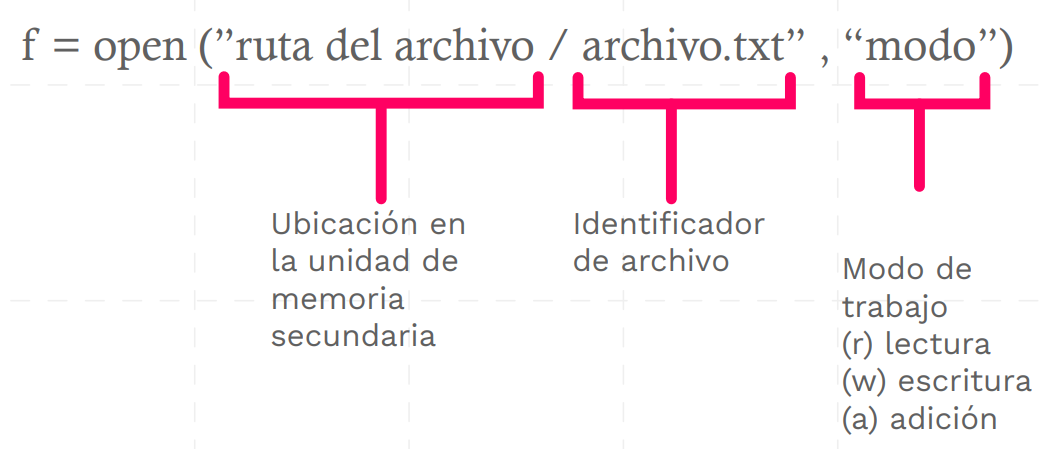 f = open (”ruta del archivo / archivo.txt” , “modo”)
Ubicación en
la unidad de
memoria
secundaria
Identificador
de archivo
Modo de
trabajo
(r) lectura
(w) escritura
(a) adición